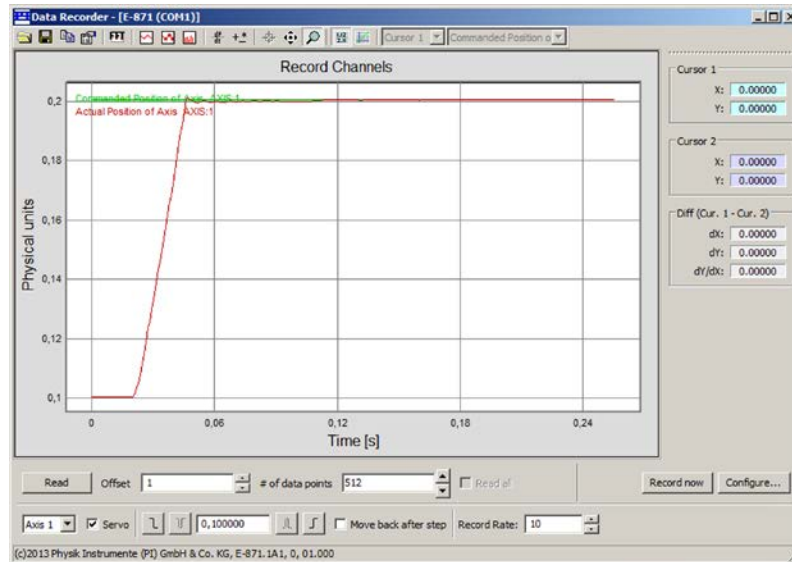 Data Recorder - [E-871 (COM1)]
FFT Cursor 1 Commanded Position o
Record Channels
Commanded Position of Axis AXIS:1
Actual Position of Axis AXIS:1
Physical units
0,2
0,18
0,16
0,14
0,12
0,1
0 0,06 0,12 0,18 0,24
Time [s]
Cursor 1
X: 0.00000
Y: 0.00000
Cursor 2
X: 0.00000
Y: 0.00000
Diff (Cur. 1 - Cur. 2)
dX: 0.00000
dY: 0.00000
dY/dX: 0.00000
Read Offset 1 # of data points 512 Read all Record now Configure...
Axis 1 Servo 0,100000 Move back after step Record Rate: 10
(c)2013 Physik Instrumente (PI) GmbH & Co. KG, E-871.1A1, 0, 01.000